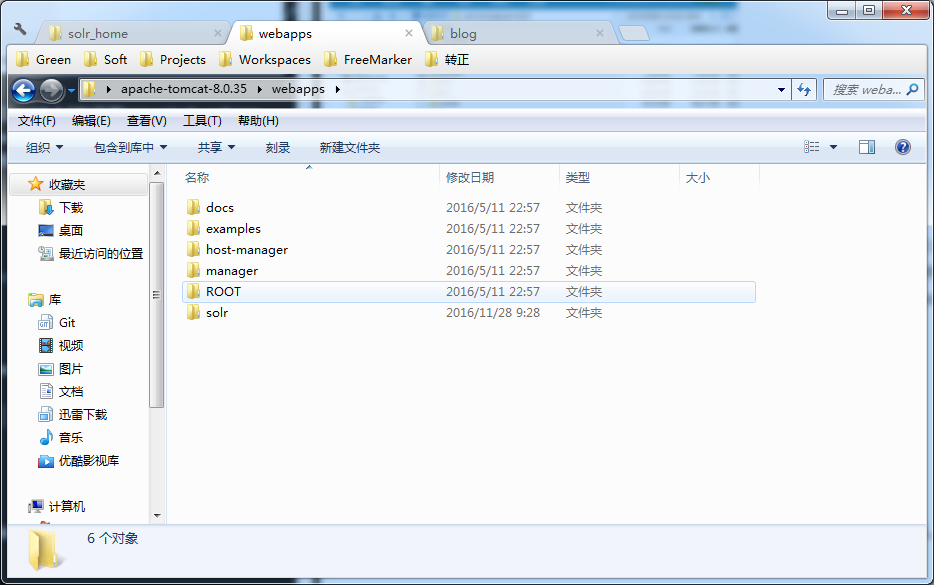 solr_home webapps blog
Green Soft Projects Workspaces FreeMarker 转正
apache-tomcat-8.0.35 webapps 搜索 weba...
文件(F) 编辑(E) 查看(V) 工具(T) 帮助(H)
组织 包含到库中 共享 刻录 新建文件夹
收藏夹
下载
桌面
最近访问的位置
库
Git
视频
图片
文档
迅雷下载
音乐
优酷影视库
计算机
名称 修改日期 类型 大小
docs 2016/5/11 22:57 文件夹
examples 2016/5/11 22:57 文件夹
host-manager 2016/5/11 22:57 文件夹
manager 2016/5/11 22:57 文件夹
ROOT 2016/5/11 22:57 文件夹
solr 2016/11/28 9:28 文件夹
6 个对象